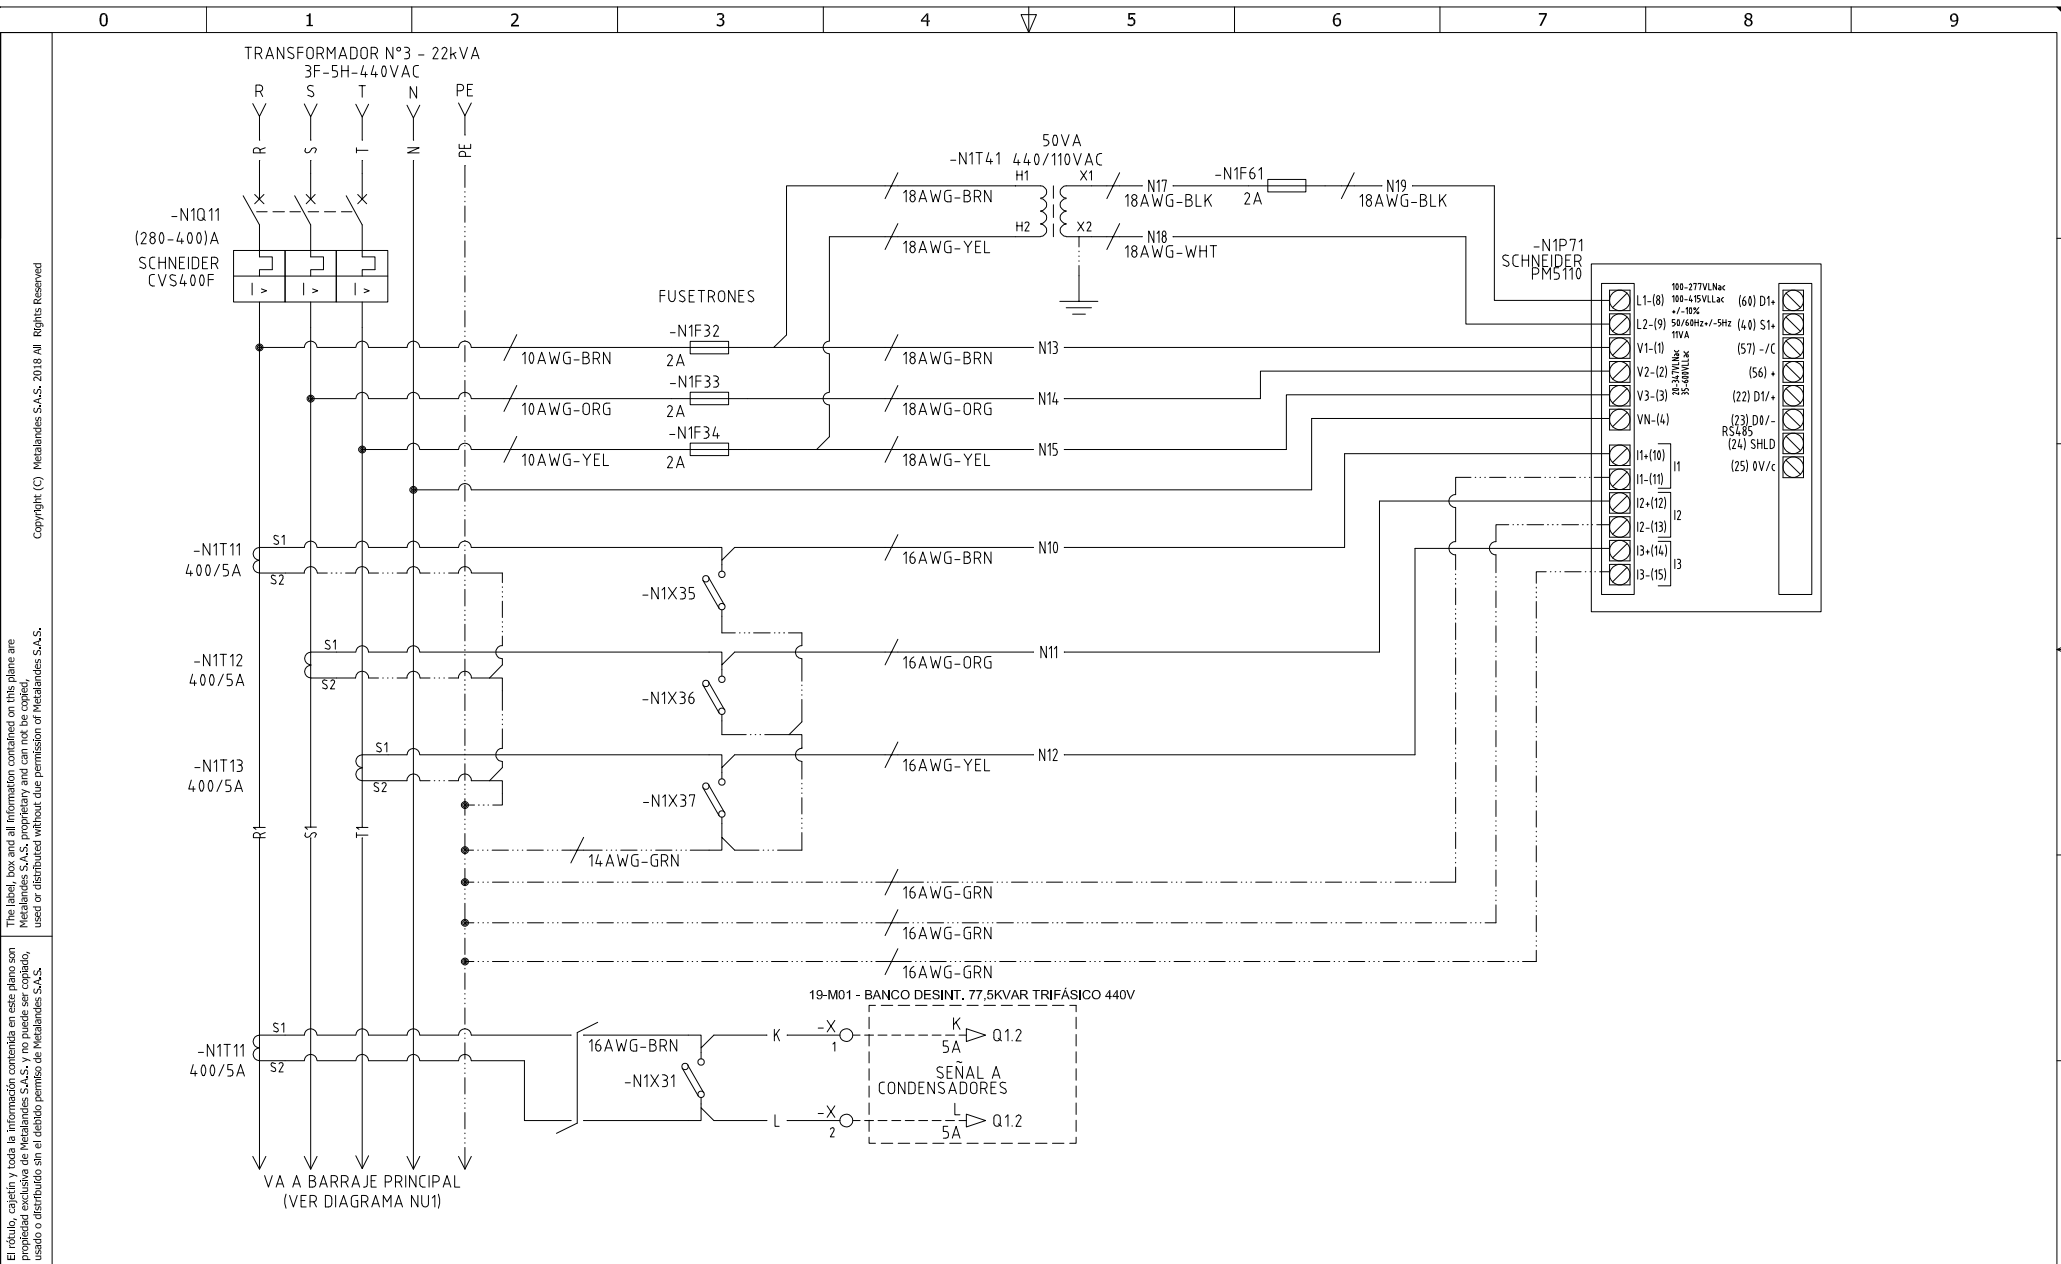 0 1 2 3 4 5 6 7 8 9
TRANSFORMADOR N°3 - 22kVA
3F-5H-440VAC
R S T N PE
R S T N PE
-N1Q11
(280-400)A
SCHNEIDER
CVS400F
I > I > I >
50VA
-N1T41 440/110VAC
H1 X1
H2 X2
18AWG-BRN
18AWG-YEL
N17
18AWG-BLK
-N1F61
2A
N19
18AWG-BLK
N18
18AWG-WHT
FUSETRONES
-N1F32
2A
10AWG-BRN
18AWG-BRN
N13
-N1F33
2A
10AWG-ORG
18AWG-ORG
N14
-N1F34
2A
10AWG-YEL
18AWG-YEL
N15
-N1P71
SCHNEIDER
PM5110
L1-(8)
L2-(9)
V1-(1)
V2-(2)
V3-(3)
VN-(4)
I1+(10)
I1-(11)
I1
I2+(12)
I2-(13)
I2
I3+(14)
I3-(15)
I3
100-277VLNac
100-415VLLac
+/-10%
50/60Hz+/-5Hz
11VA
20-347VLNac
35-600VLLac
(60) D1+
(40) S1+
(57) -/C
(56) +
(22) D1/+
(23) D0/-
RS485
(24) SHLD
(25) 0V/c
-N1T11
400/5A
S1
S2
-N1X35
16AWG-BRN
N10
-N1T12
400/5A
S1
S2
-N1X36
16AWG-ORG
N11
-N1T13
400/5A
S1
S2
-N1X37
16AWG-YEL
N12
R1 S1 T1
14AWG-GRN
16AWG-GRN
16AWG-GRN
16AWG-GRN
19-M01 - BANCO DESINT. 77,5KVAR TRIFÁSICO 440V
-N1T11
400/5A
S1
S2
16AWG-BRN
-N1X31
K
-X
1
K
5A
Q1.2
SEÑAL A
CONDENSADORES
L
-X
2
L
5A
Q1.2
VA A BARRAJE PRINCIPAL
(VER DIAGRAMA NU1)
Copyright (C) Metalandes S.A.S. 2018 All Rights Reserved
The label, box and all information contained on this plane are
Metalandes S.A.S. proprietary and can not be copied,
used or distributed without due permission of Metalandes S.A.S.
El rótulo, cajetín y toda la información contenida en este plano son
propiedad exclusiva de Metalandes S.A.S. y no puede ser copiado,
usado o distribuido sin el debido permiso de Metalandes S.A.S.